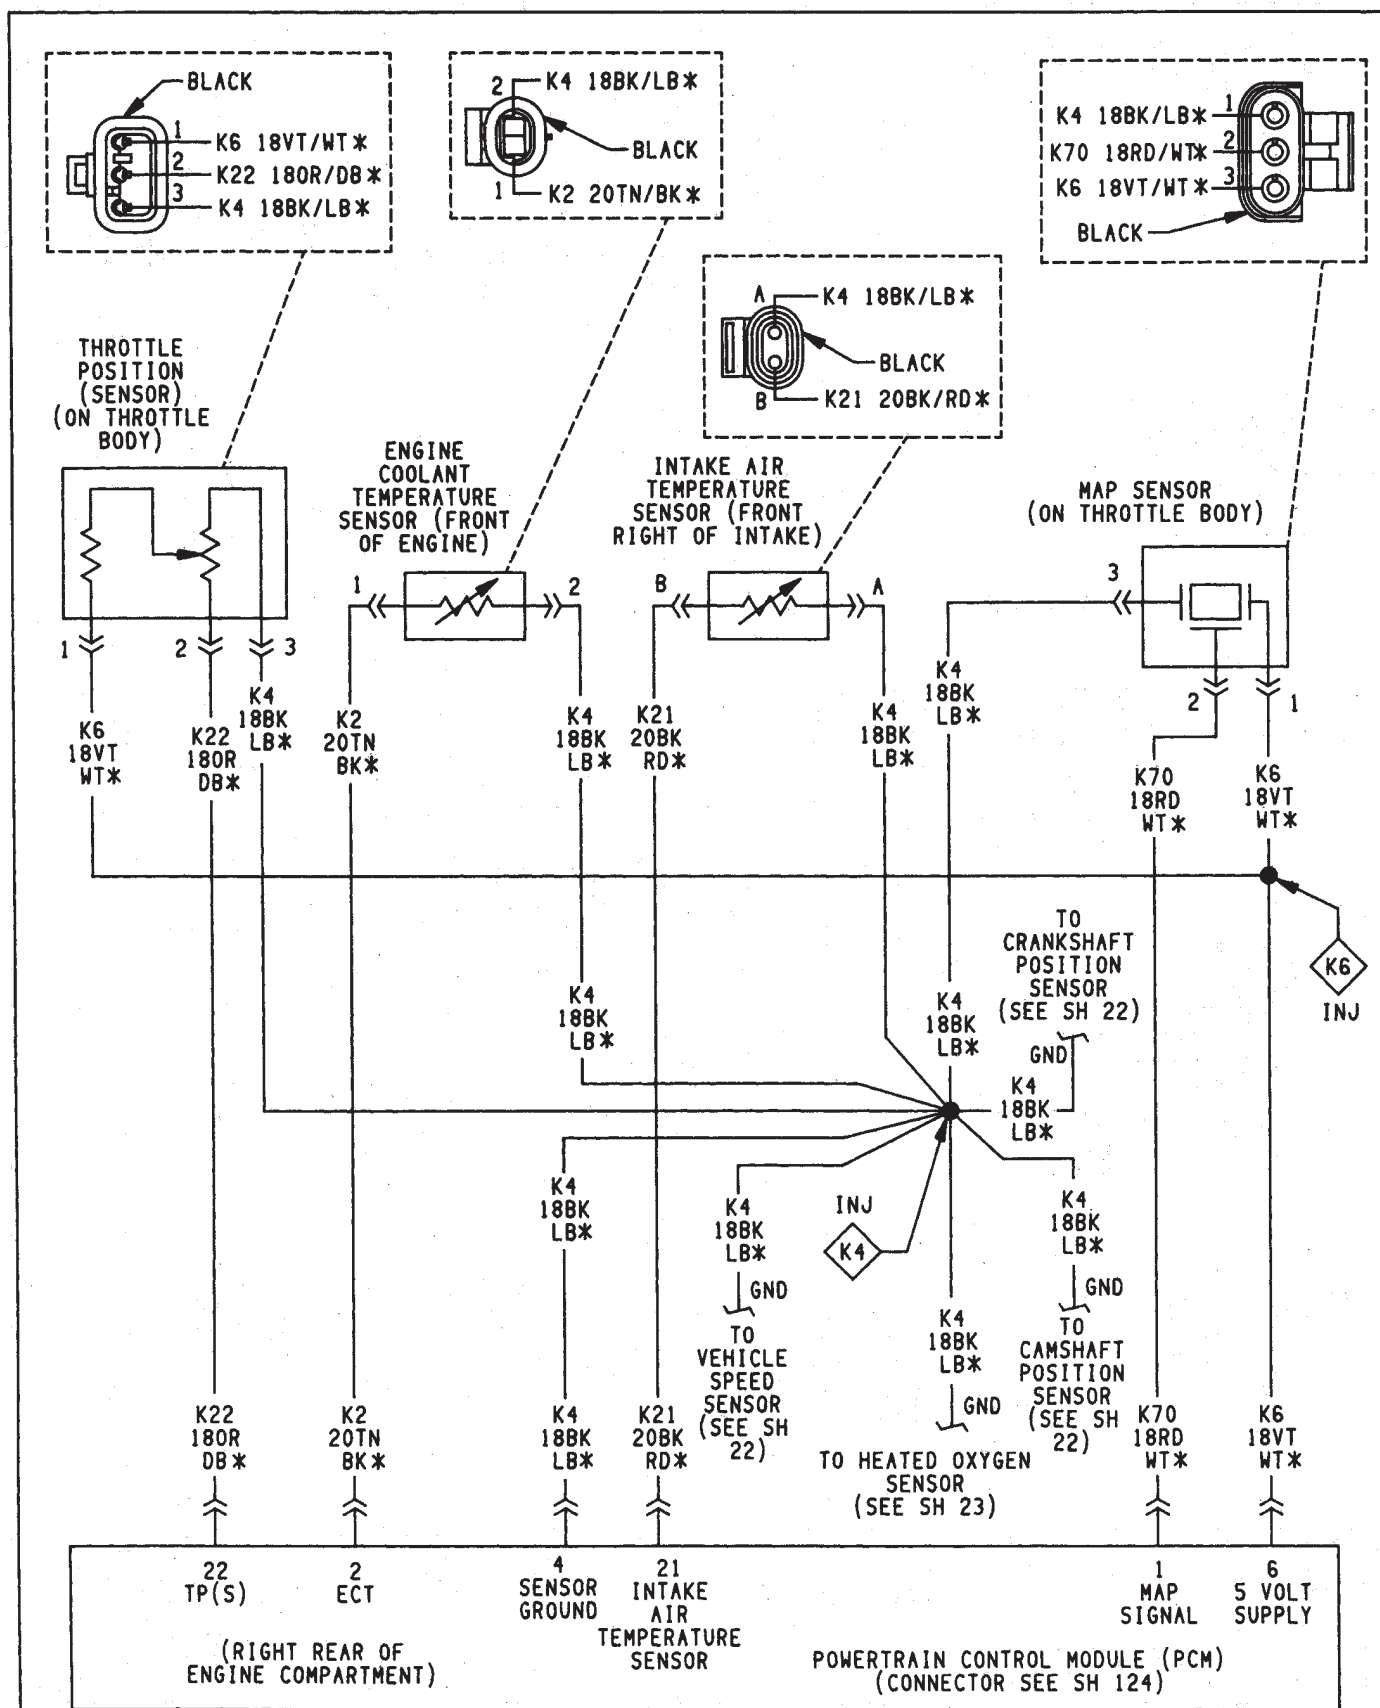 BLACK
1
K6 18VT/WT*
2
K22 18OR/DB*
3
K4 18BK/LB*
2
K4 18BK/LB*
BLACK
1
K2 20TN/BK*
A
K4 18BK/LB*
BLACK
B
K21 20BK/RD*
K4 18BK/LB*
1
K70 18RD/WT*
2
K6 18VT/WT*
3
BLACK
THROTTLE
POSITION
(SENSOR)
(ON THROTTLE
BODY)
ENGINE
COOLANT
TEMPERATURE
SENSOR (FRONT
OF ENGINE)
INTAKE AIR
TEMPERATURE
SENSOR (FRONT
RIGHT OF INTAKE)
MAP SENSOR
(ON THROTTLE BODY)
1
2
3
1
2
B
A
3
2
1
K6
18VT
WT*
K22
18OR
DB*
K4
18BK
LB*
K2
20TN
BK*
K4
18BK
LB*
K21
20BK
RD*
K4
18BK
LB*
K4
18BK
LB*
K70
18RD
WT*
K6
18VT
WT*
K6
INJ
TO
CRANKSHAFT
POSITION
SENSOR
(SEE SH 22)
GND
K4
18BK
LB*
K4
18BK
LB*
K4
18BK
LB*
K4
18BK
LB*
K4
18BK
LB*
GND
TO
VEHICLE
SPEED
SENSOR
(SEE SH
22)
INJ
K4
K4
18BK
LB*
GND
TO HEATED OXYGEN
SENSOR
(SEE SH 23)
K4
18BK
LB*
GND
TO
CAMSHAFT
POSITION
SENSOR
(SEE SH
22)
K22
18OR
DB*
K2
20TN
BK*
K4
18BK
LB*
K21
20BK
RD*
K70
18RD
WT*
K6
18VT
WT*
22
TP(S)
2
ECT
4
SENSOR
GROUND
21
INTAKE
AIR
TEMPERATURE
SENSOR
1
MAP
SIGNAL
6
5 VOLT
SUPPLY
(RIGHT REAR OF
ENGINE COMPARTMENT)
POWERTRAIN CONTROL MODULE (PCM)
(CONNECTOR SEE SH 124)